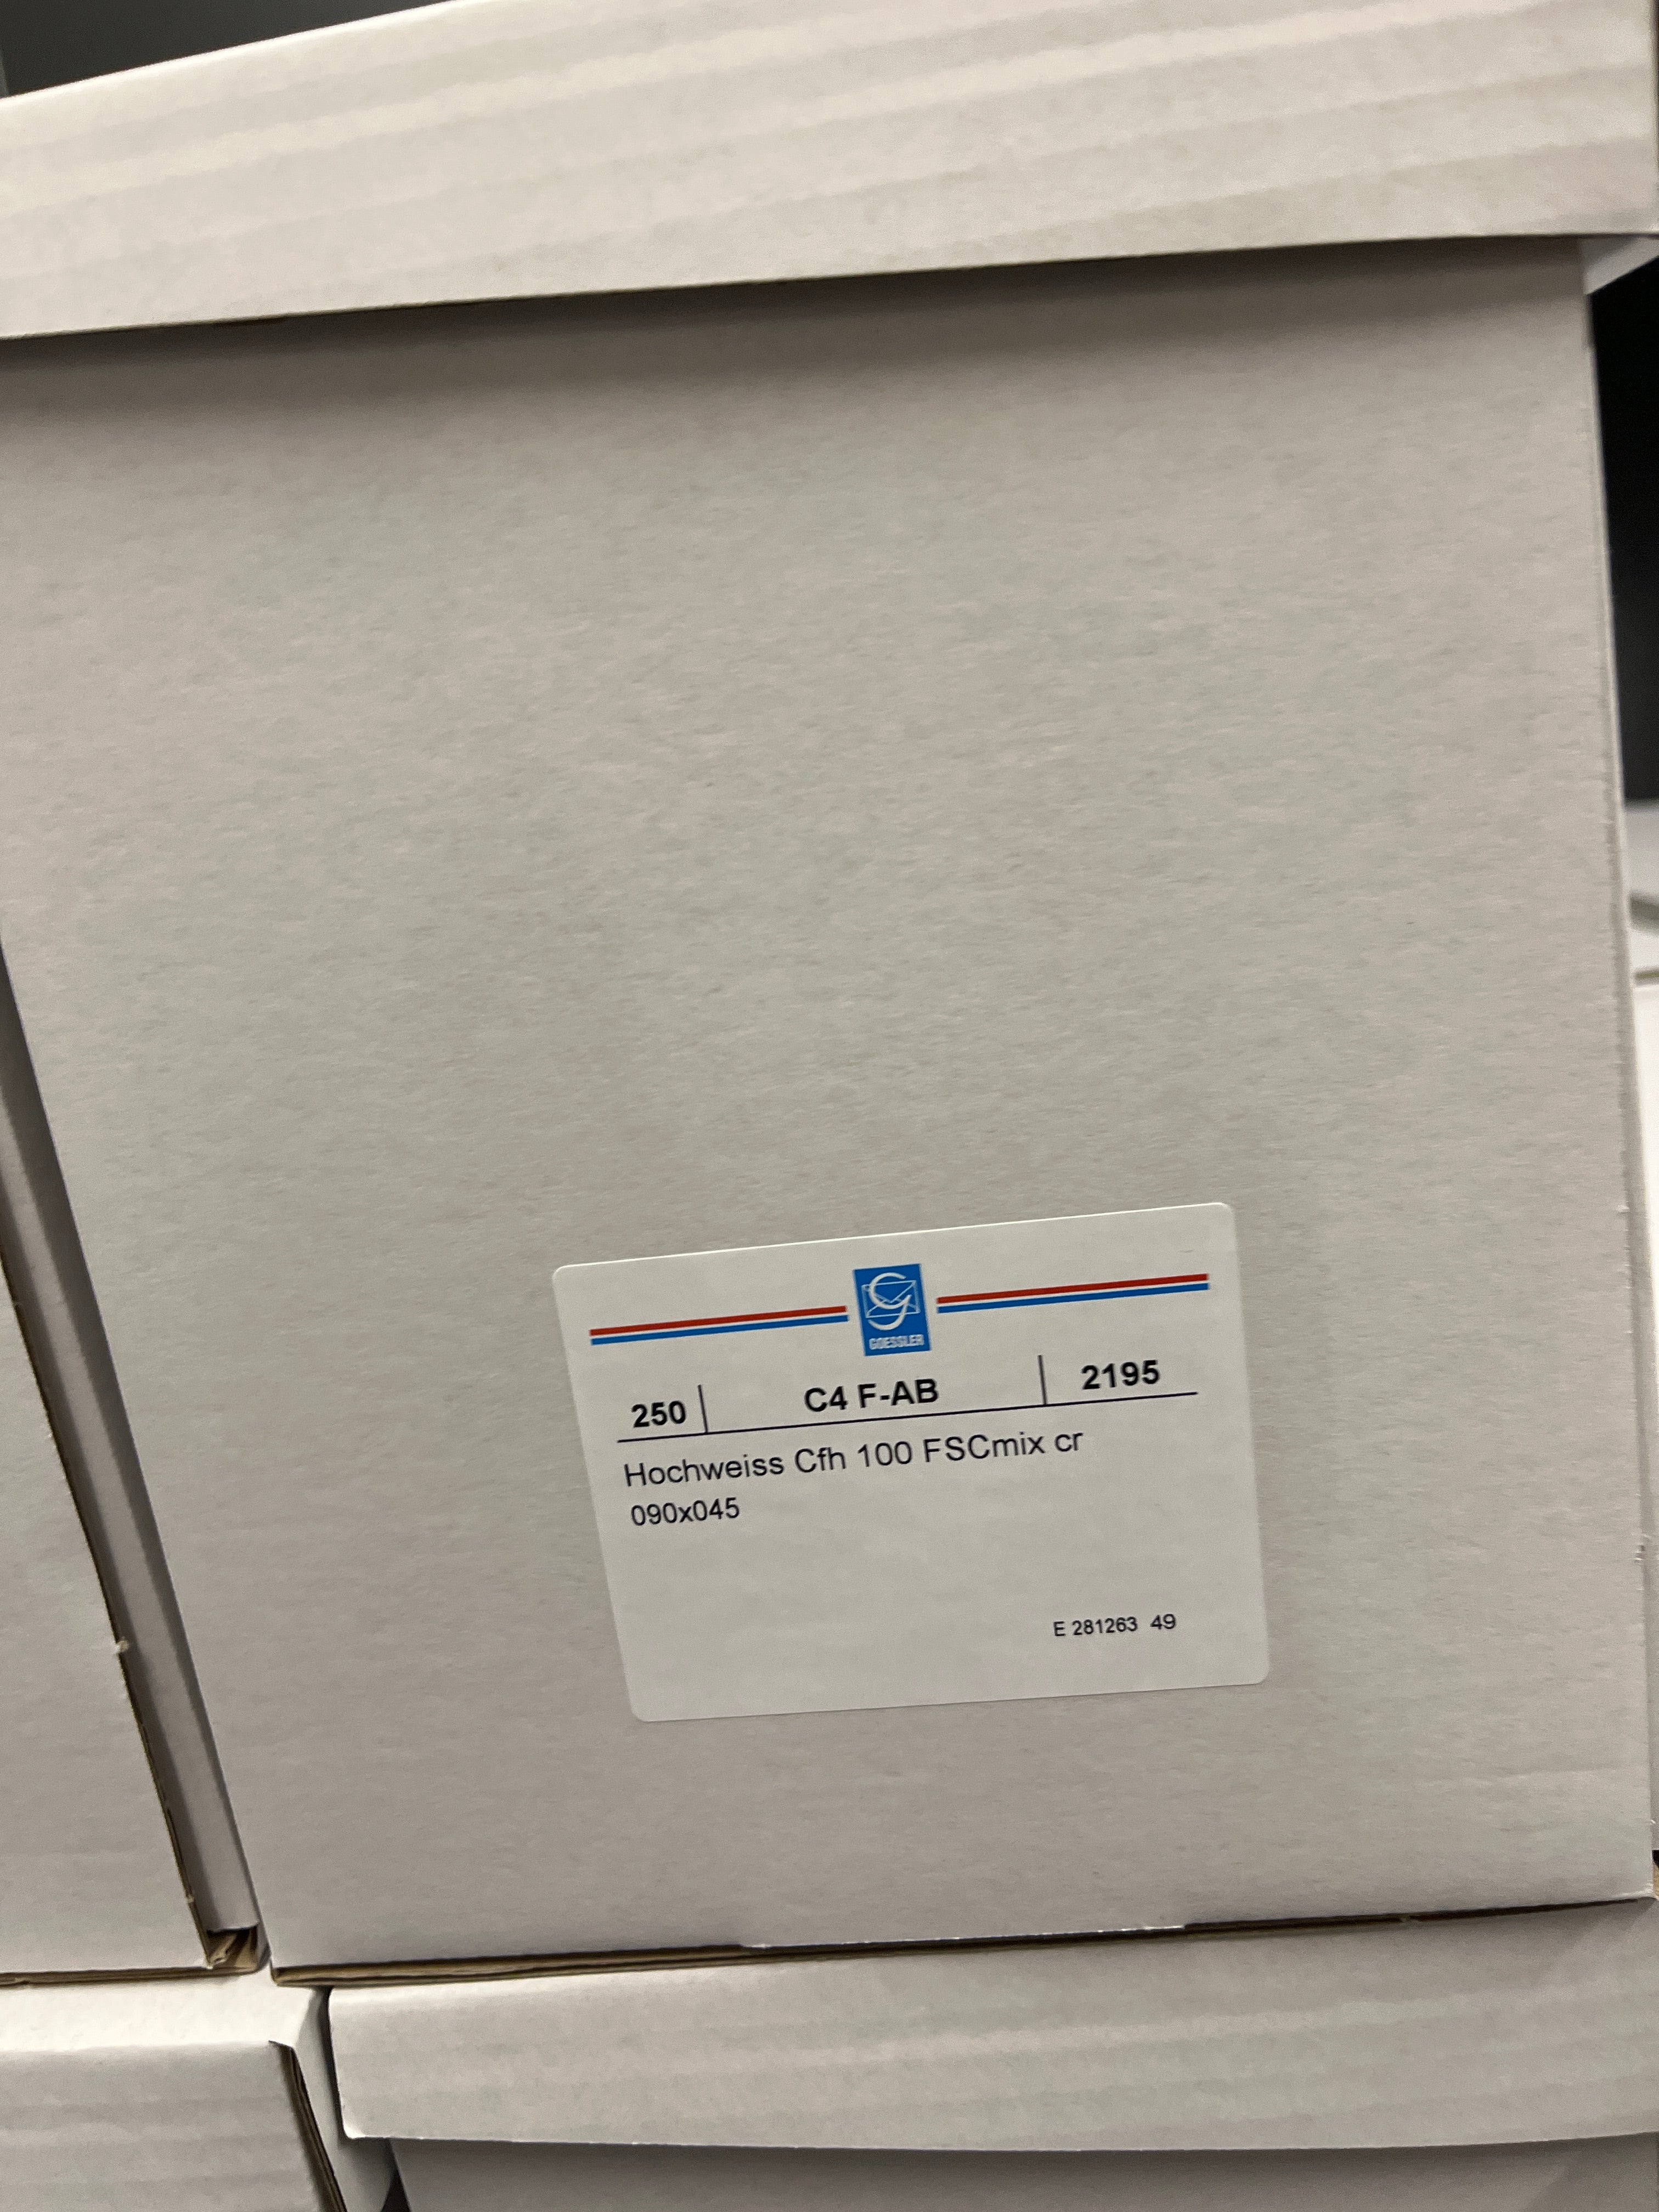 GOESSLER
250 C4 F-AB 2195
Hochweiss Cfh 100 FSCmix cr
090x045
E 281263 49